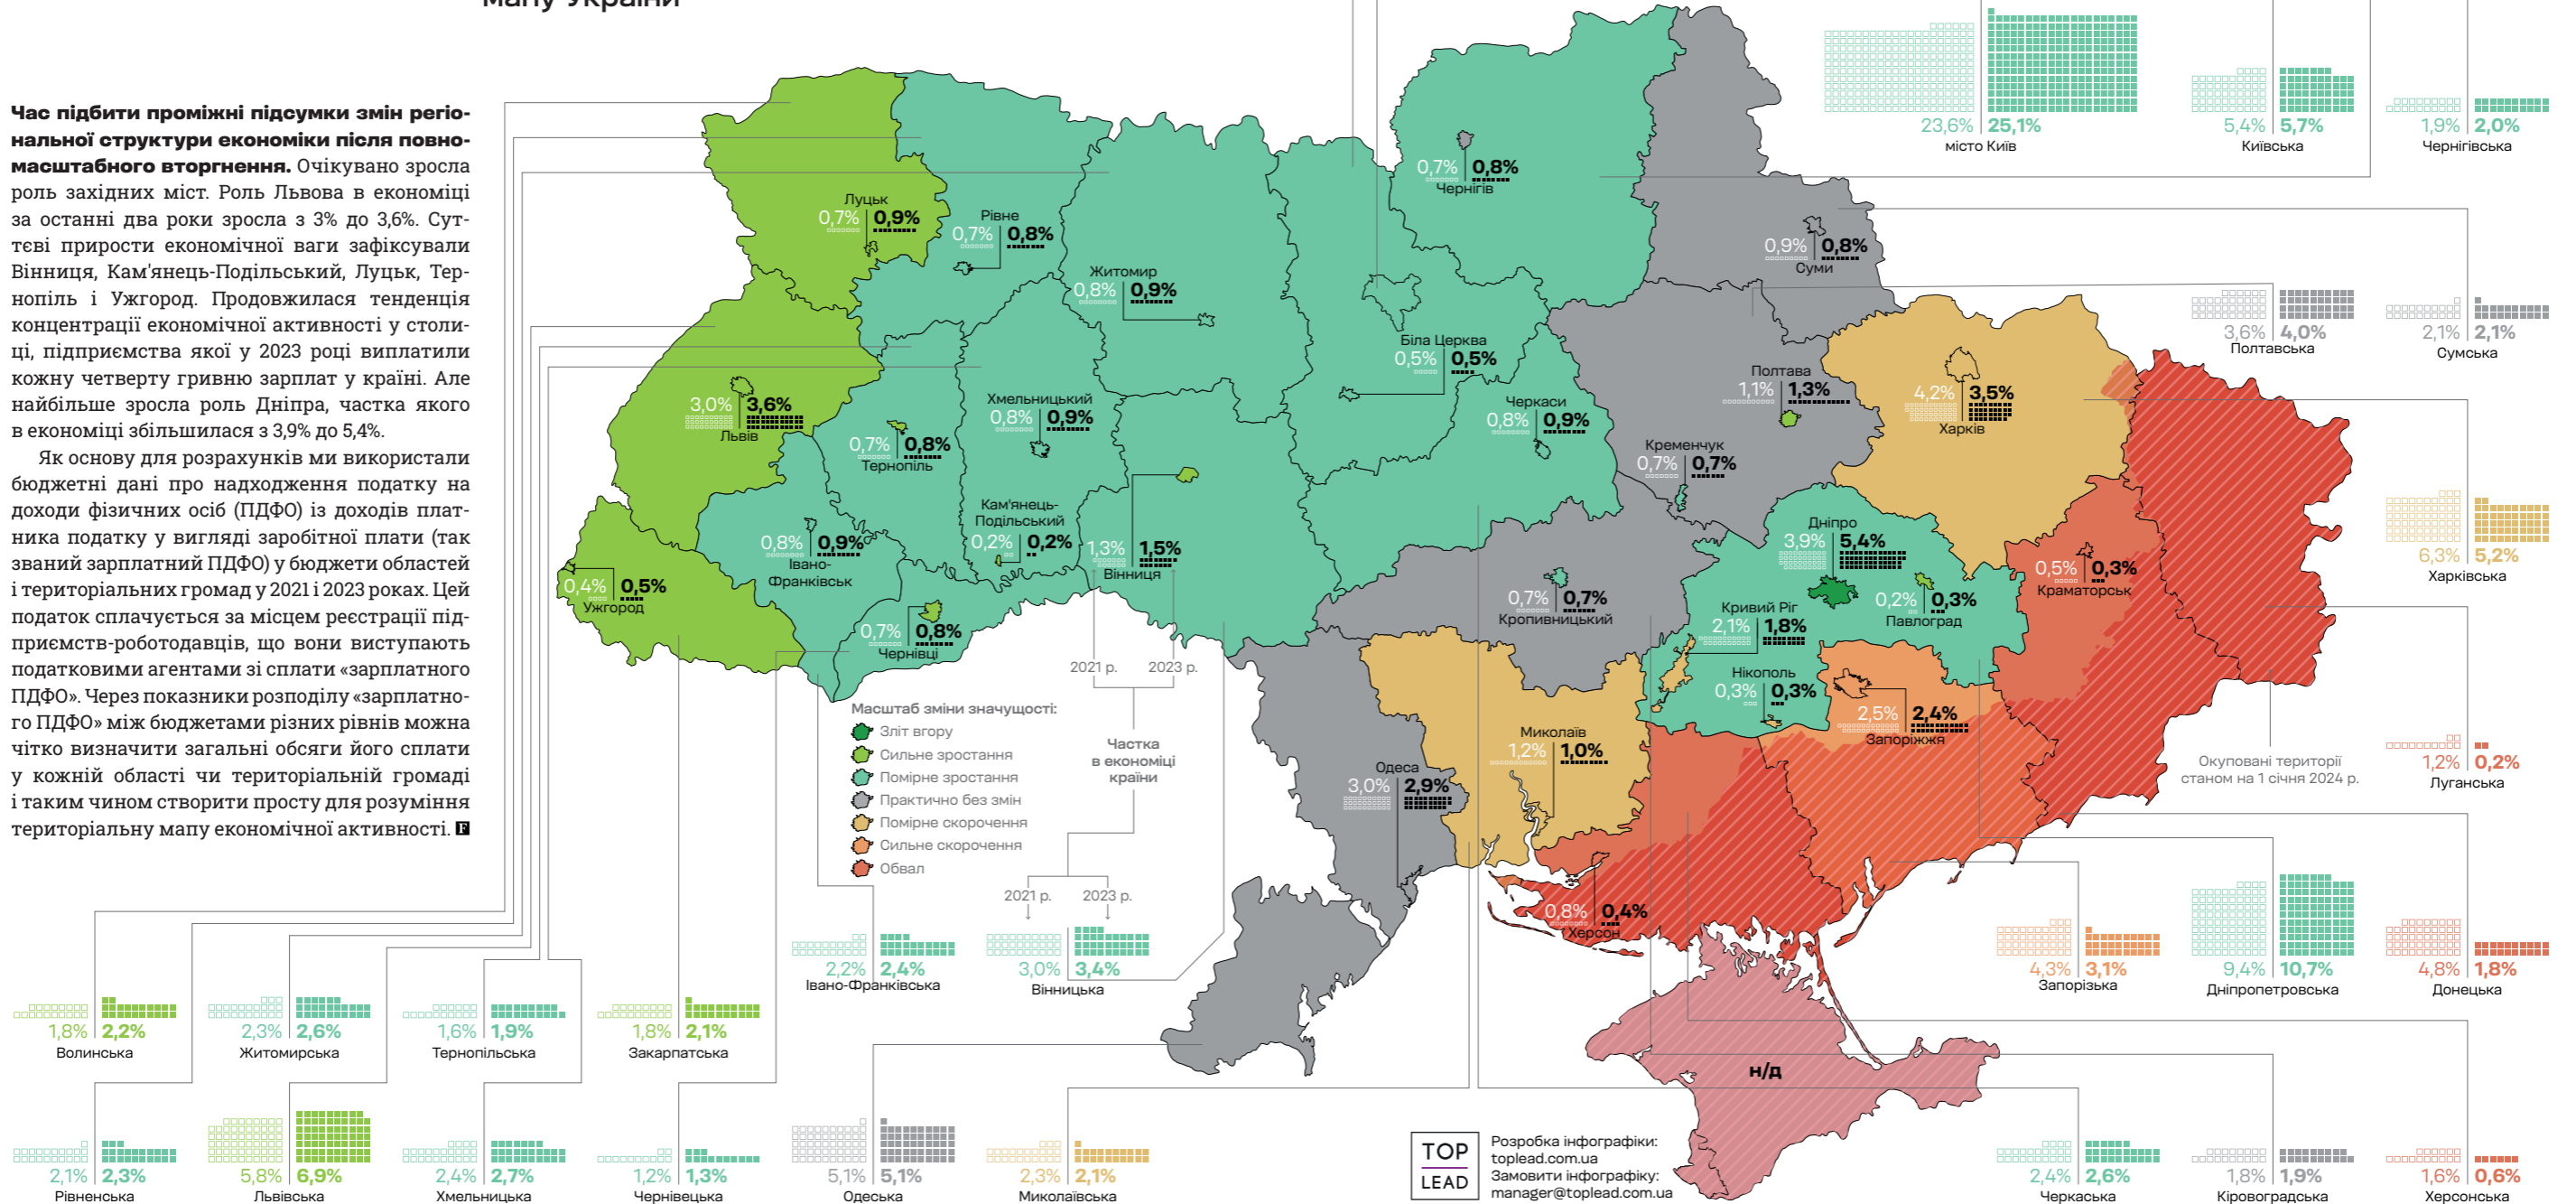 мапу України
Час підбити проміжні підсумки змін регіо-
нальної структури економіки після повно-
масштабного вторгнення. Очікувано зросла
роль західних міст. Роль Львова в економіці
за останні два роки зросла з 3% до 3,6%. Сут-
тєві прирости економічної ваги зафіксували
Вінниця, Кам'янець-Подільський, Луцьк, Тер-
нопіль і Ужгород. Продовжилася тенденція
концентрації економічної активності у столи-
ці, підприємства якої у 2023 році виплатили
кожну четверту гривню зарплат у країні. Але
найбільше зросла роль Дніпра, частка якого
в економіці збільшилася з 3,9% до 5,4%.
Як основу для розрахунків ми використали
бюджетні дані про надходження податку на
доходи фізичних осіб (ПДФО) із доходів плат-
ника податку у вигляді заробітної плати (так
званий зарплатний ПДФО) у бюджети областей
і територіальних громад у 2021 і 2023 роках. Цей
податок сплачується за місцем реєстрації під-
приємств-роботодавців, що вони виступають
податковими агентами зі сплати «зарплатного
ПДФО». Через показники розподілу «зарплатно-
го ПДФО» між бюджетами різних рівнів можна
чітко визначити загальні обсяги його сплати
у кожній області чи територіальній громаді
і таким чином створити просту для розуміння
територіальну мапу економічної активності. F
23,6% 25,1%
місто Київ
5,4% 5,7%
Київська
1,9% 2,0%
Чернігівська
0,7% 0,8%
Чернігів
Луцьк
0,7% 0,9%
Рівне
0,7% 0,8%
0,9% 0,8%
Суми
Житомир
0,8% 0,9%
3,6% 4,0%
Полтавська
2,1% 2,1%
Сумська
Біла Церква
0,5% 0,5%
Полтава
1,1% 1,3%
4,2% 3,5%
Харків
3,0% 3,6%
Львів
Хмельницький
0,8% 0,9%
Черкаси
0,8% 0,9%
0,7% 0,8%
Тернопіль
Кременчук
0,7% 0,7%
Кам'янець-
Подільський
0,2% 0,2%
0,8% 0,9%
Івано-
Франківськ
1,3% 1,5%
Вінниця
Дніпро
3,9% 5,4%
0,5% 0,3%
Краматорськ
6,3% 5,2%
Харківська
0,4% 0,5%
Ужгород
0,7% 0,7%
Кропивницький
0,2% 0,3%
Павлоград
Кривий Ріг
2,1% 1,8%
0,7% 0,8%
Чернівці
2021 р. 2023 р.
Нікополь
0,3% 0,3%
2,5% 2,4%
Запоріжжя
Масштаб зміни значущості:
Зліт вгору
Сильне зростання
Помірне зростання
Практично без змін
Помірне скорочення
Сильне скорочення
Обвал
Частка
в економіці
країни
Миколаїв
1,2% 1,0%
Одеса
3,0% 2,9%
Окуповані території
станом на 1 січня 2024 р.
1,2% 0,2%
Луганська
2021 р. 2023 р.
0,8% 0,4%
Херсон
2,2% 2,4%
Івано-Франківська
3,0% 3,4%
Вінницька
4,3% 3,1%
Запорізька
9,4% 10,7%
Дніпропетровська
4,8% 1,8%
Донецька
1,8% 2,2%
Волинська
2,3% 2,6%
Житомирська
1,6% 1,9%
Тернопільська
1,8% 2,1%
Закарпатська
н/д
2,1% 2,3%
Рівненська
5,8% 6,9%
Львівська
2,4% 2,7%
Хмельницька
1,2% 1,3%
Чернівецька
5,1% 5,1%
Одеська
2,3% 2,1%
Миколаївська
TOP
LEAD
Розробка інфографіки:
toplead.com.ua
Замовити інфографіку:
manager@toplead.com.ua
2,4% 2,6%
Черкаська
1,8% 1,9%
Кіровоградська
1,6% 0,6%
Херсонська